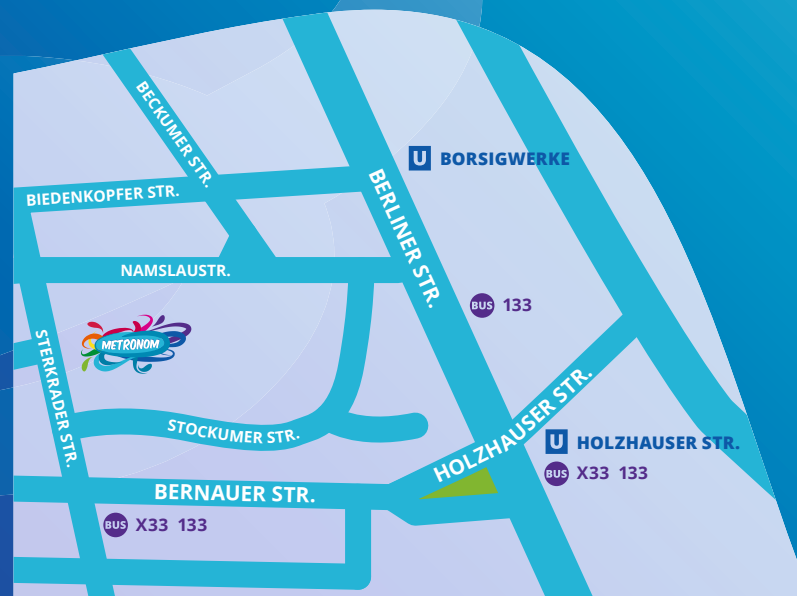 BECKUMER STR.
BIEDENKOPFER STR.
BERLINER STR.
U BORSIGWERKE
NAMSLAUSTR.
BUS 133
METRONOM
STERKRADER STR.
STOCKUMER STR.
HOLZHAUSER STR.
U HOLZHAUSER STR.
BUS X33 133
BERNAUER STR.
BUS X33 133